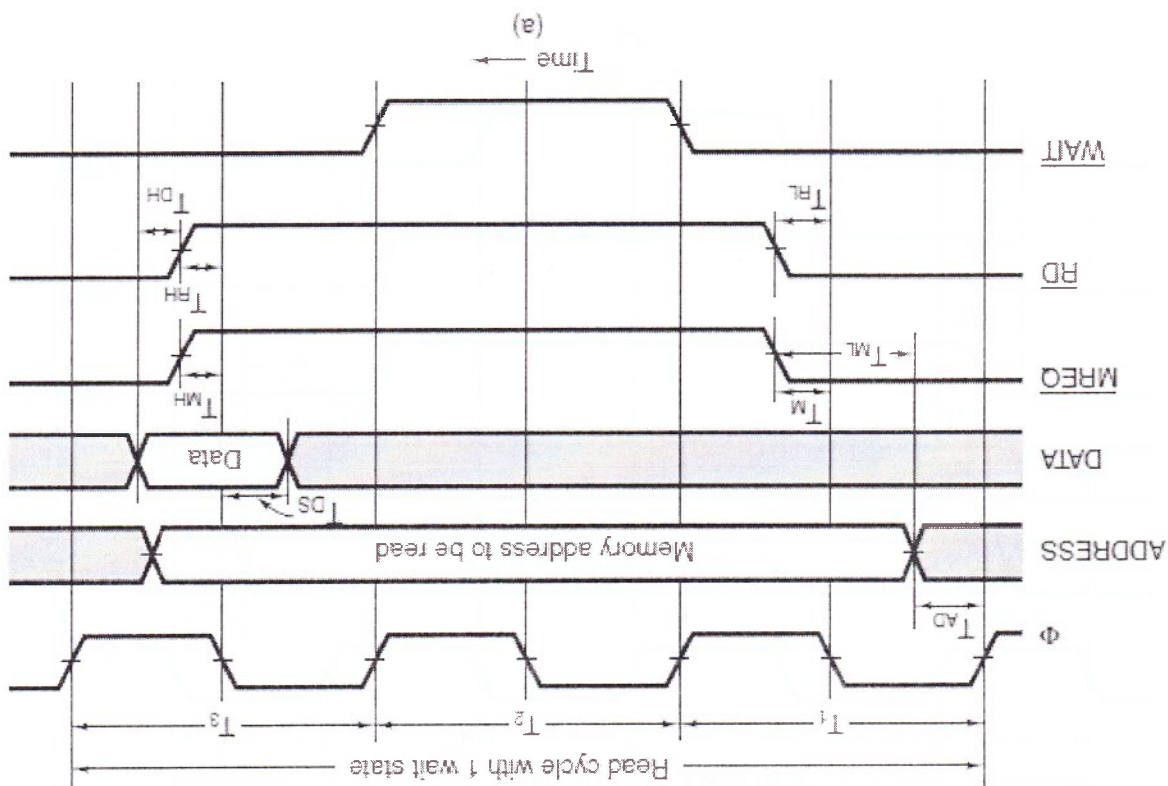 Read cycle with 1 wait state
T1 T2 T3
Φ
TAD
ADDRESS
Memory address to be read
TDS
DATA
Data
MREQ
TM
TMH
TML
RD
TRH
TRL
TDH
WAIT
Time
(a)